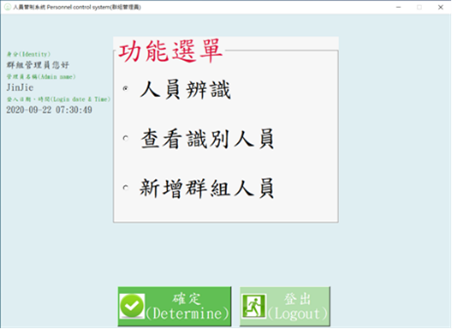 人員管制系統 Personnel control system(群組管理員)
身分(Identity)
群組管理員您好
管理員名稱(Admin name)
JinJie
登入日期、時間(Login date & Time)
2020-09-22 07:30:49
功能選單
人員辨識
查看識別人員
新增群組人員
確定
(Determine)
登出
(Logout)